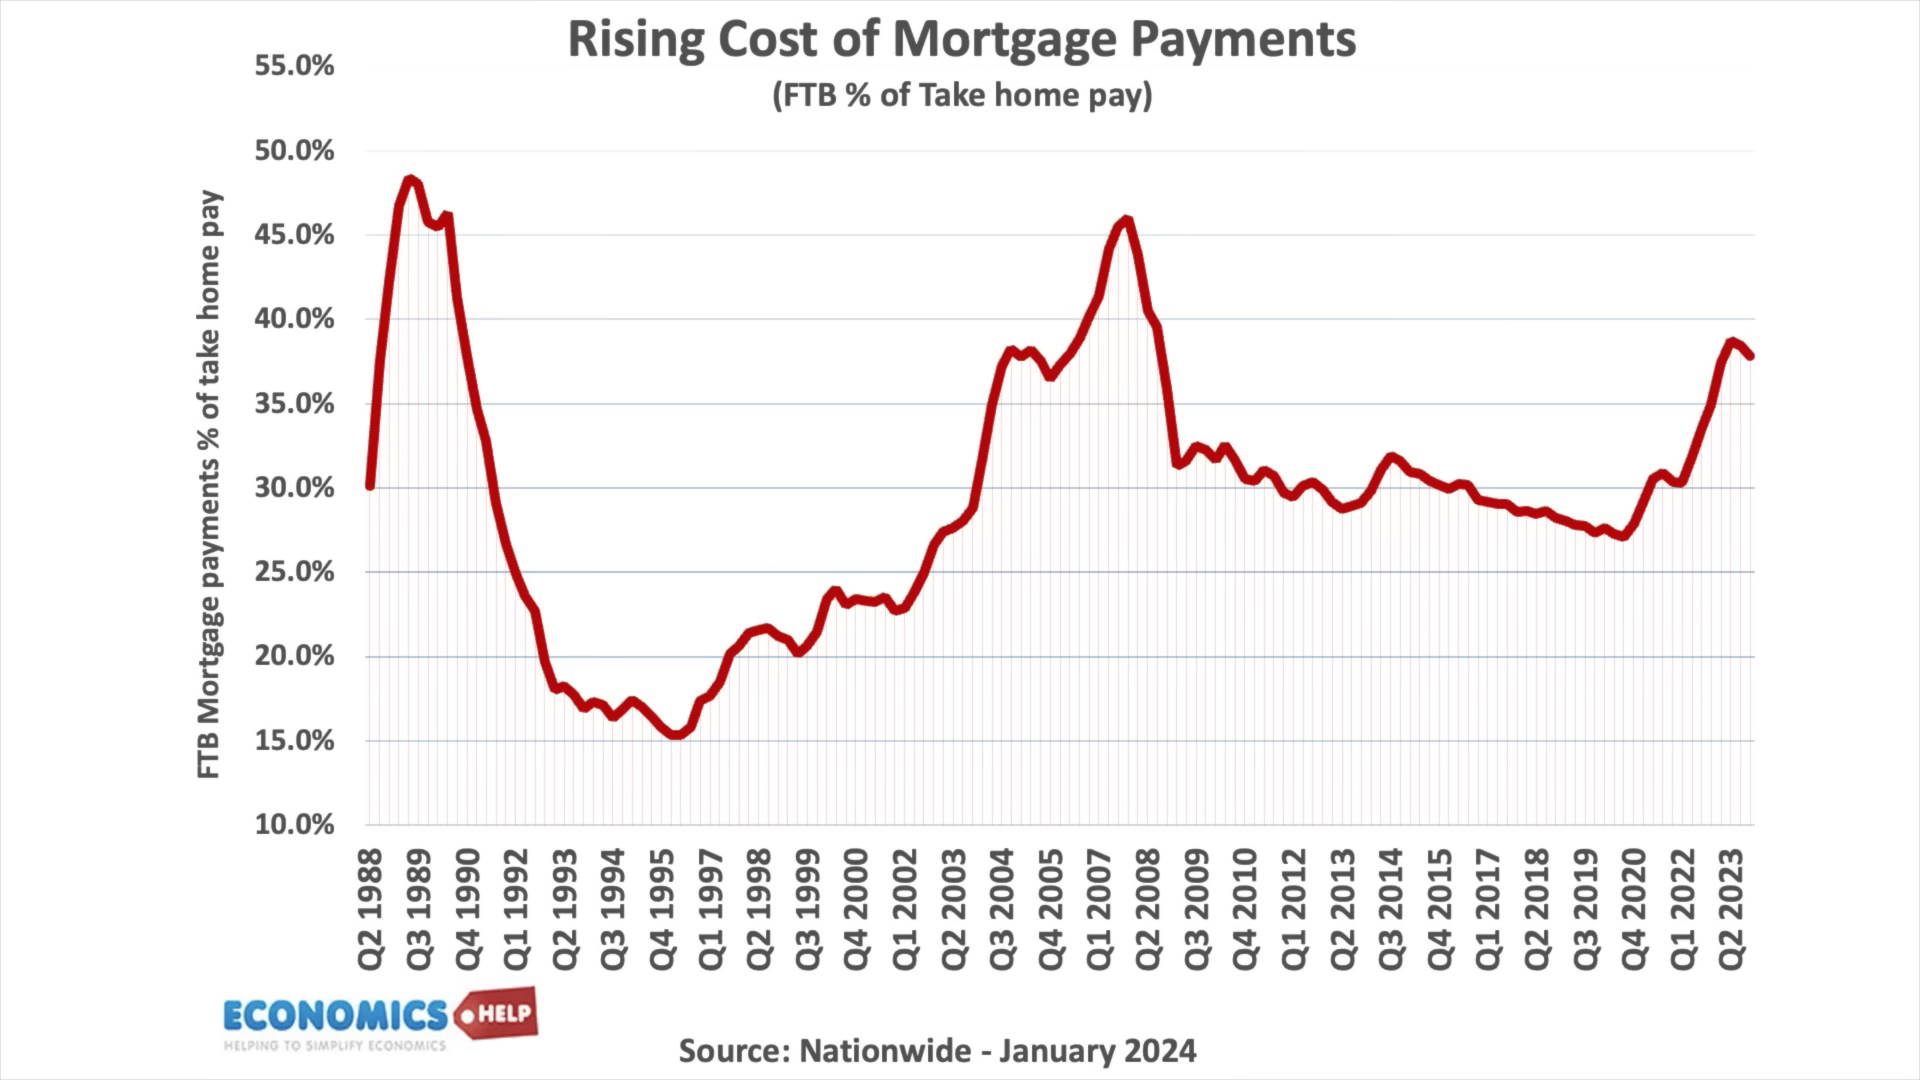 Rising Cost of Mortgage Payments
(FTB % of Take home pay)
FTB Mortgage payments % of take home pay
55.0%
50.0%
45.0%
40.0%
35.0%
30.0%
25.0%
20.0%
15.0%
10.0%
Q2 1988
Q3 1989
Q4 1990
Q1 1992
Q2 1993
Q3 1994
Q4 1995
Q1 1997
Q2 1998
Q3 1999
Q4 2000
Q1 2002
Q2 2003
Q3 2004
Q4 2005
Q1 2007
Q2 2008
Q3 2009
Q4 2010
Q1 2012
Q2 2013
Q3 2014
Q4 2015
Q1 2017
Q2 2018
Q3 2019
Q4 2020
Q1 2022
Q2 2023
ECONOMICS HELP
HELPING TO SIMPLIFY ECONOMICS
Source: Nationwide - January 2024